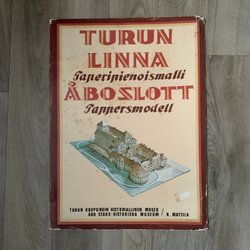 TURUN
LINNA
Paperipienoismalli
ÅBOSLOTT
Pappersmodell
TURUN KAUPUNGIN HISTORIALLINEN MUSEO
ÅBO STADS HISTORISKA MUSEUM / R. MATTILA